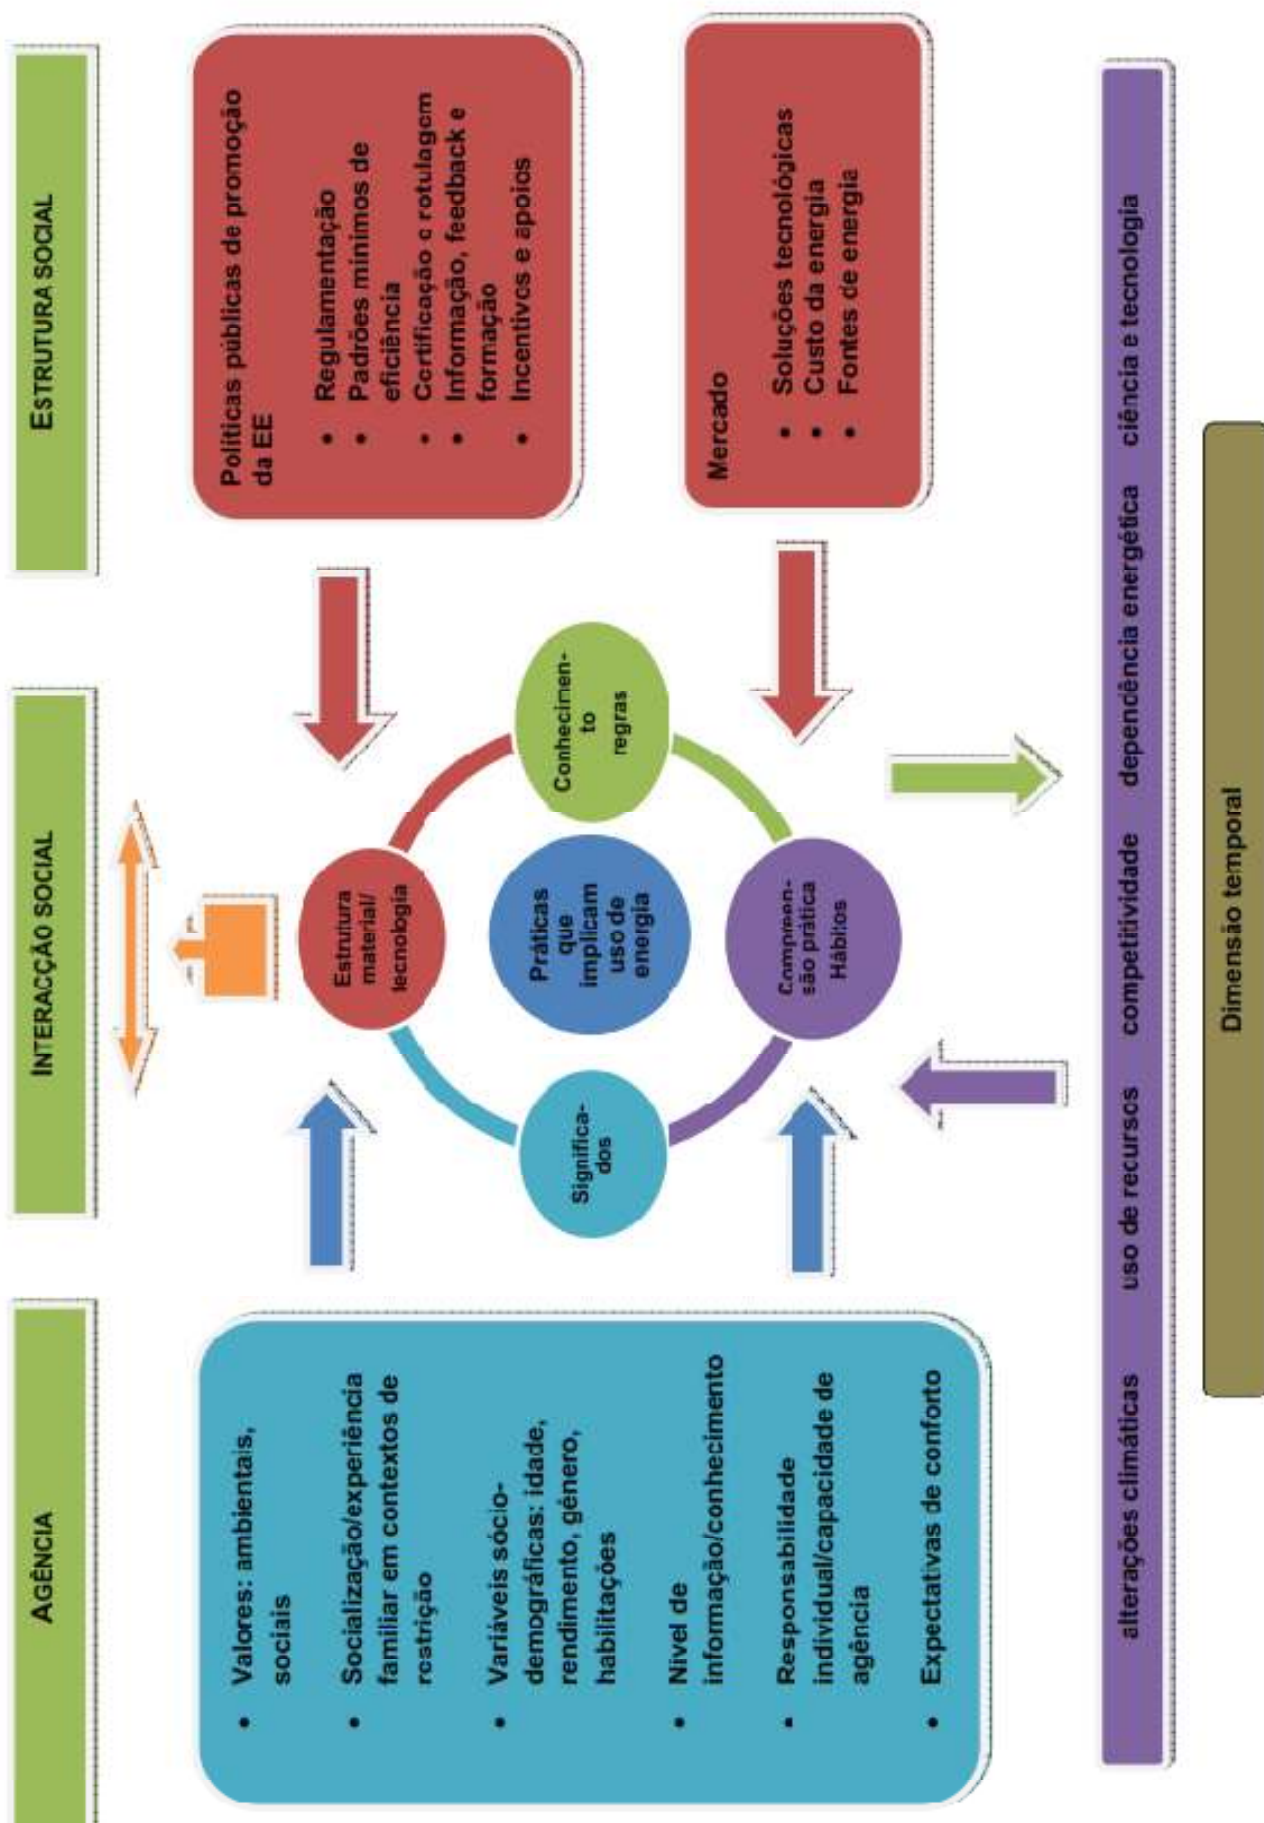 AGÊNCIA
INTERACÇÃO SOCIAL
ESTRUTURA SOCIAL
• Valores: ambientais,
sociais
• Socialização/experiência
familiar em contextos de
restrição
• Variáveis sócio-
demográficas: idade,
rendimento, género,
habilitações
• Nível de
informação/conhecimento
• Responsabilidade
individual/capacidade de
agência
• Expectativas de conforto
Estrutura
material/
tecnologia
Significa-
dos
Práticas
que
implicam
uso de
energia
Conhecimen-
to
regras
Compreen-
são prática
Hábitos
Políticas públicas de promoção
da EE
• Regulamentação
• Padrões mínimos de
eficiência
• Certificação e rotulagem
• Informação, feedback e
formação
• Incentivos e apoios
Mercado
• Soluções tecnológicas
• Custo da energia
• Fontes de energia
alterações climáticas uso de recursos competitividade dependência energética ciência e tecnologia
Dimensão temporal